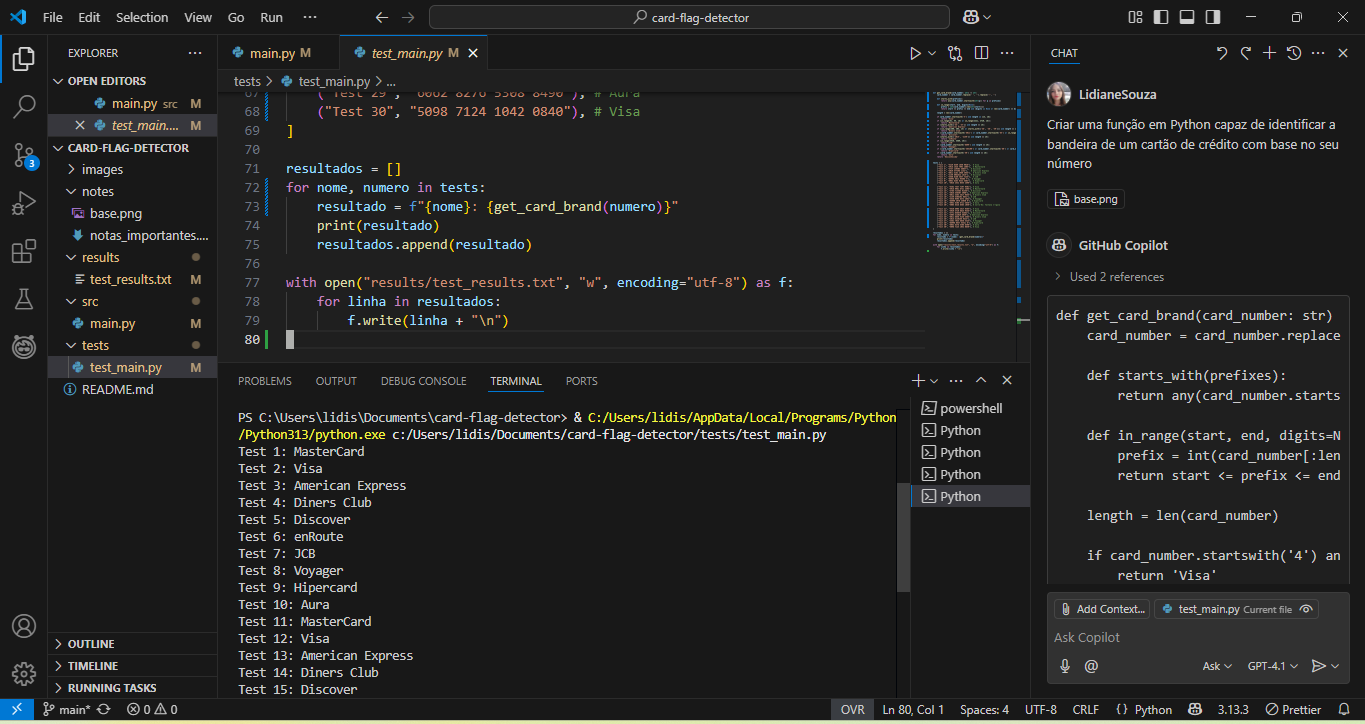 File Edit Selection View Go Run ··· card-flag-detector
EXPLORER ···
OPEN EDITORS
main.py src M
test_main.... M
CARD-FLAG-DETECTOR
images
notes
base.png
notas_importantes....
results
test_results.txt M
src
main.py M
tests
test_main.py M
README.md
OUTLINE
TIMELINE
RUNNING TASKS
3
main.py M test_main.py M
tests > test_main.py > ...
67 ("Test 29", "6062 8276 5508 8490"), # Aura
68 ("Test 30", "5098 7124 1042 0840"), # Visa
69 ]
70
71 resultados = []
72 for nome, numero in tests:
73 resultado = f"{nome}: {get_card_brand(numero)}"
74 print(resultado)
75 resultados.append(resultado)
76
77 with open("results/test_results.txt", "w", encoding="utf-8") as f:
78 for linha in resultados:
79 f.write(linha + "\n")
80
PROBLEMS OUTPUT DEBUG CONSOLE TERMINAL PORTS
PS C:\Users\lidis\Documents\card-flag-detector> & C:/Users/lidis/AppData/Local/Programs/Python
/Python313/python.exe c:/Users/lidis/Documents/card-flag-detector/tests/test_main.py
Test 1: MasterCard
Test 2: Visa
Test 3: American Express
Test 4: Diners Club
Test 5: Discover
Test 6: enRoute
Test 7: JCB
Test 8: Voyager
Test 9: Hipercard
Test 10: Aura
Test 11: MasterCard
Test 12: Visa
Test 13: American Express
Test 14: Diners Club
Test 15: Discover
powershell
Python
Python
Python
Python
CHAT
LidianeSouza
Criar uma função em Python capaz de identificar a
bandeira de um cartão de crédito com base no seu
número
base.png
GitHub Copilot
Used 2 references
def get_card_brand(card_number: str)
card_number = card_number.replace
def starts_with(prefixes):
return any(card_number.starts
def in_range(start, end, digits=N
prefix = int(card_number[:len
return start <= prefix <= end
length = len(card_number)
if card_number.startswith('4') an
return 'Visa'
Add Context... test_main.py Current file
Ask Copilot
@ Ask GPT-4.1
main* 0 0 OVR Ln 80, Col 1 Spaces: 4 UTF-8 CRLF {} Python 3.13.3 Prettier